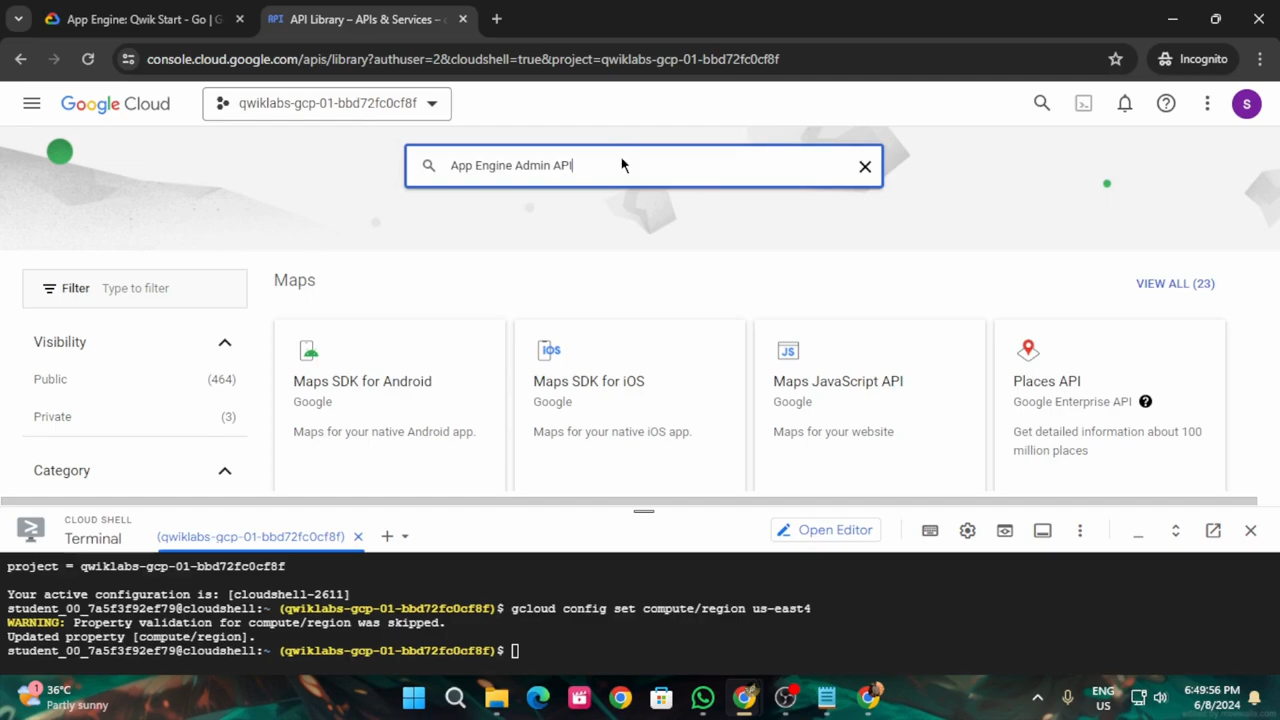 App Engine: Qwik Start - Go | G
API API Library – APIs & Services –
console.cloud.google.com/apis/library?authuser=2&cloudshell=true&project=qwiklabs-gcp-01-bbd72fc0cf8f
Incognito
Google Cloud
qwiklabs-gcp-01-bbd72fc0cf8f
S
App Engine Admin API
Filter Type to filter
Maps
VIEW ALL (23)
Visibility
Public (464)
Private (3)
Category
Maps SDK for Android
Google
Maps for your native Android app.
iOS
Maps SDK for iOS
Google
Maps for your native iOS app.
JS
Maps JavaScript API
Google
Maps for your website
Places API
Google Enterprise API ?
Get detailed information about 100
million places
CLOUD SHELL
Terminal
(qwiklabs-gcp-01-bbd72fc0cf8f)
Open Editor
project = qwiklabs-gcp-01-bbd72fc0cf8f
Your active configuration is: [cloudshell-2611]
student_00_7a5f3f92ef79@cloudshell:~ (qwiklabs-gcp-01-bbd72fc0cf8f)$ gcloud config set compute/region us-east4
WARNING: Property validation for compute/region was skipped.
Updated property [compute/region].
student_00_7a5f3f92ef79@cloudshell:~ (qwiklabs-gcp-01-bbd72fc0cf8f)$
1
36°C
Partly sunny
ENG
US
6:49:56 PM
6/8/2024